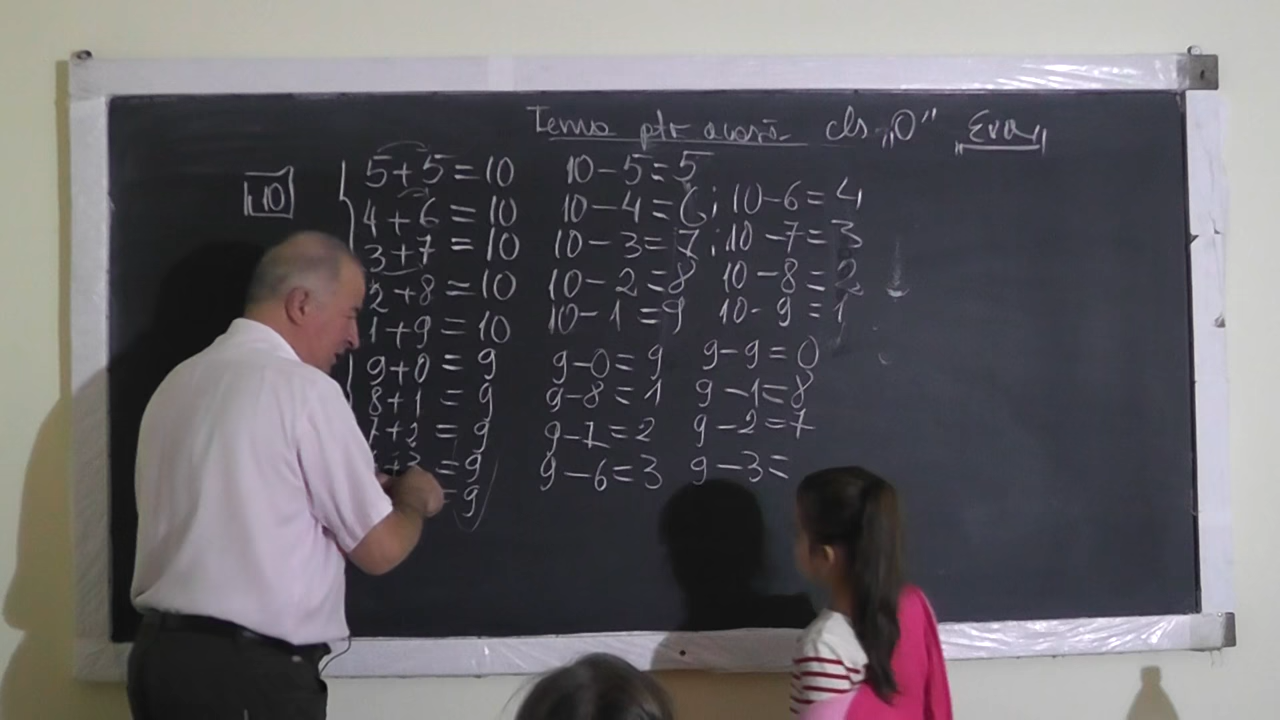 Tema ptr acasă cls „0” „Eva„
10
5+5=10 10-5=5
4+6=10 10-4=6; 10-6=4
3+7=10 10-3=7; 10-7=3
2+8=10 10-2=8 10-8=2
1+9=10 10-1=9 10-9=1
9+0=9 9-0=9 9-9=0
8+1=9 9-8=1 9-1=8
7+2=9 9-7=2 9-2=7
=9 9-6=3 9-3=
=9